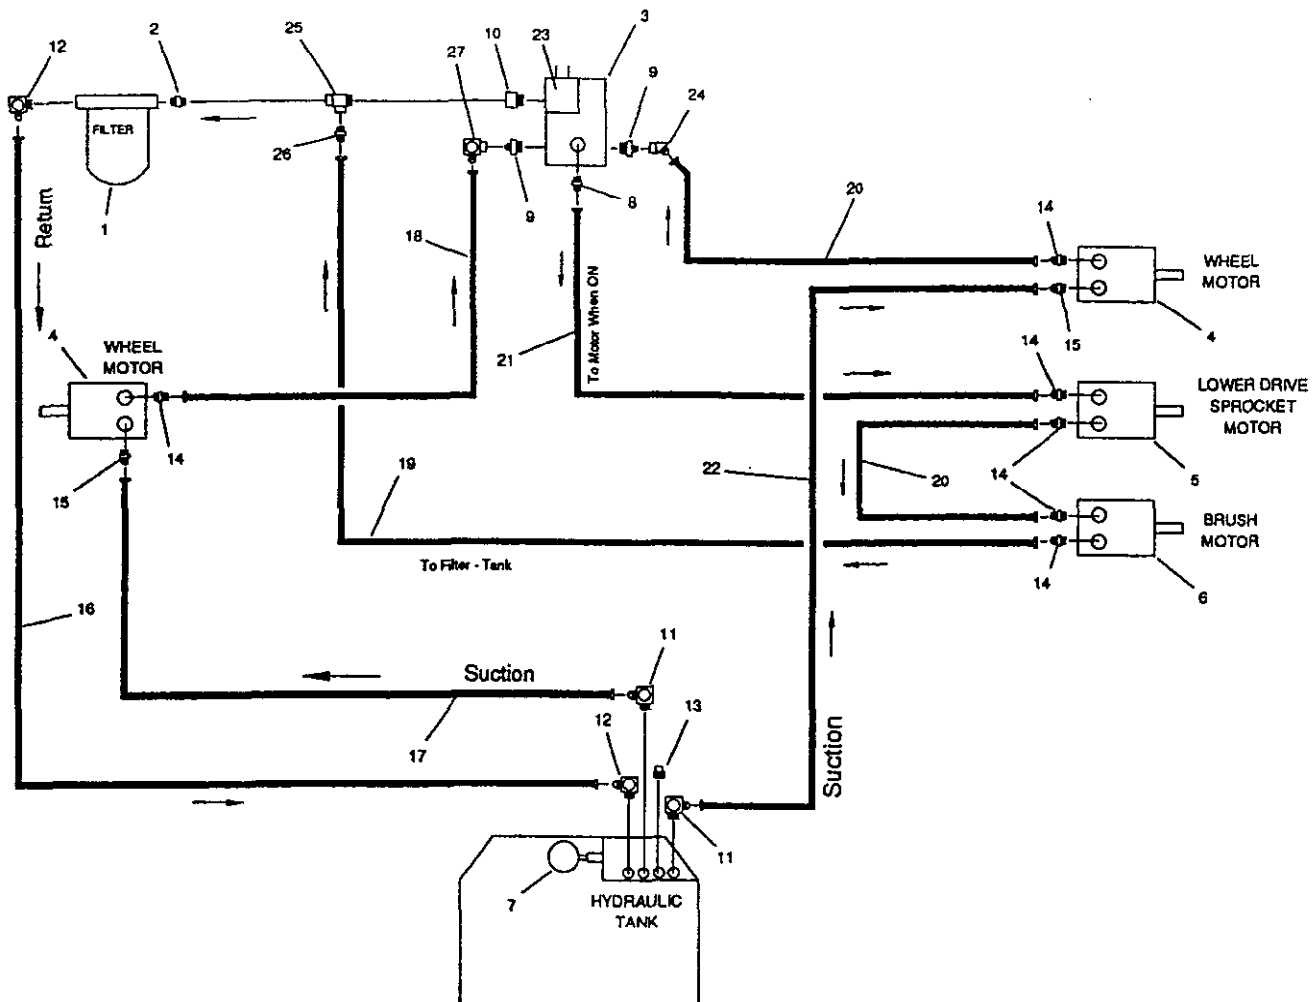 12
2
25
10
23
3
27
9
24
FILTER
26
1
9
8
20
14
18
Return
WHEEL
MOTOR
4
15
To Motor When ON
21
4
WHEEL
MOTOR
14
LOWER DRIVE
SPROCKET
MOTOR
14
15
19
22
20
14
5
BRUSH
MOTOR
To Filter - Tank
14
6
16
11
Suction
17
12
13
Suction
11
7
HYDRAULIC
TANK